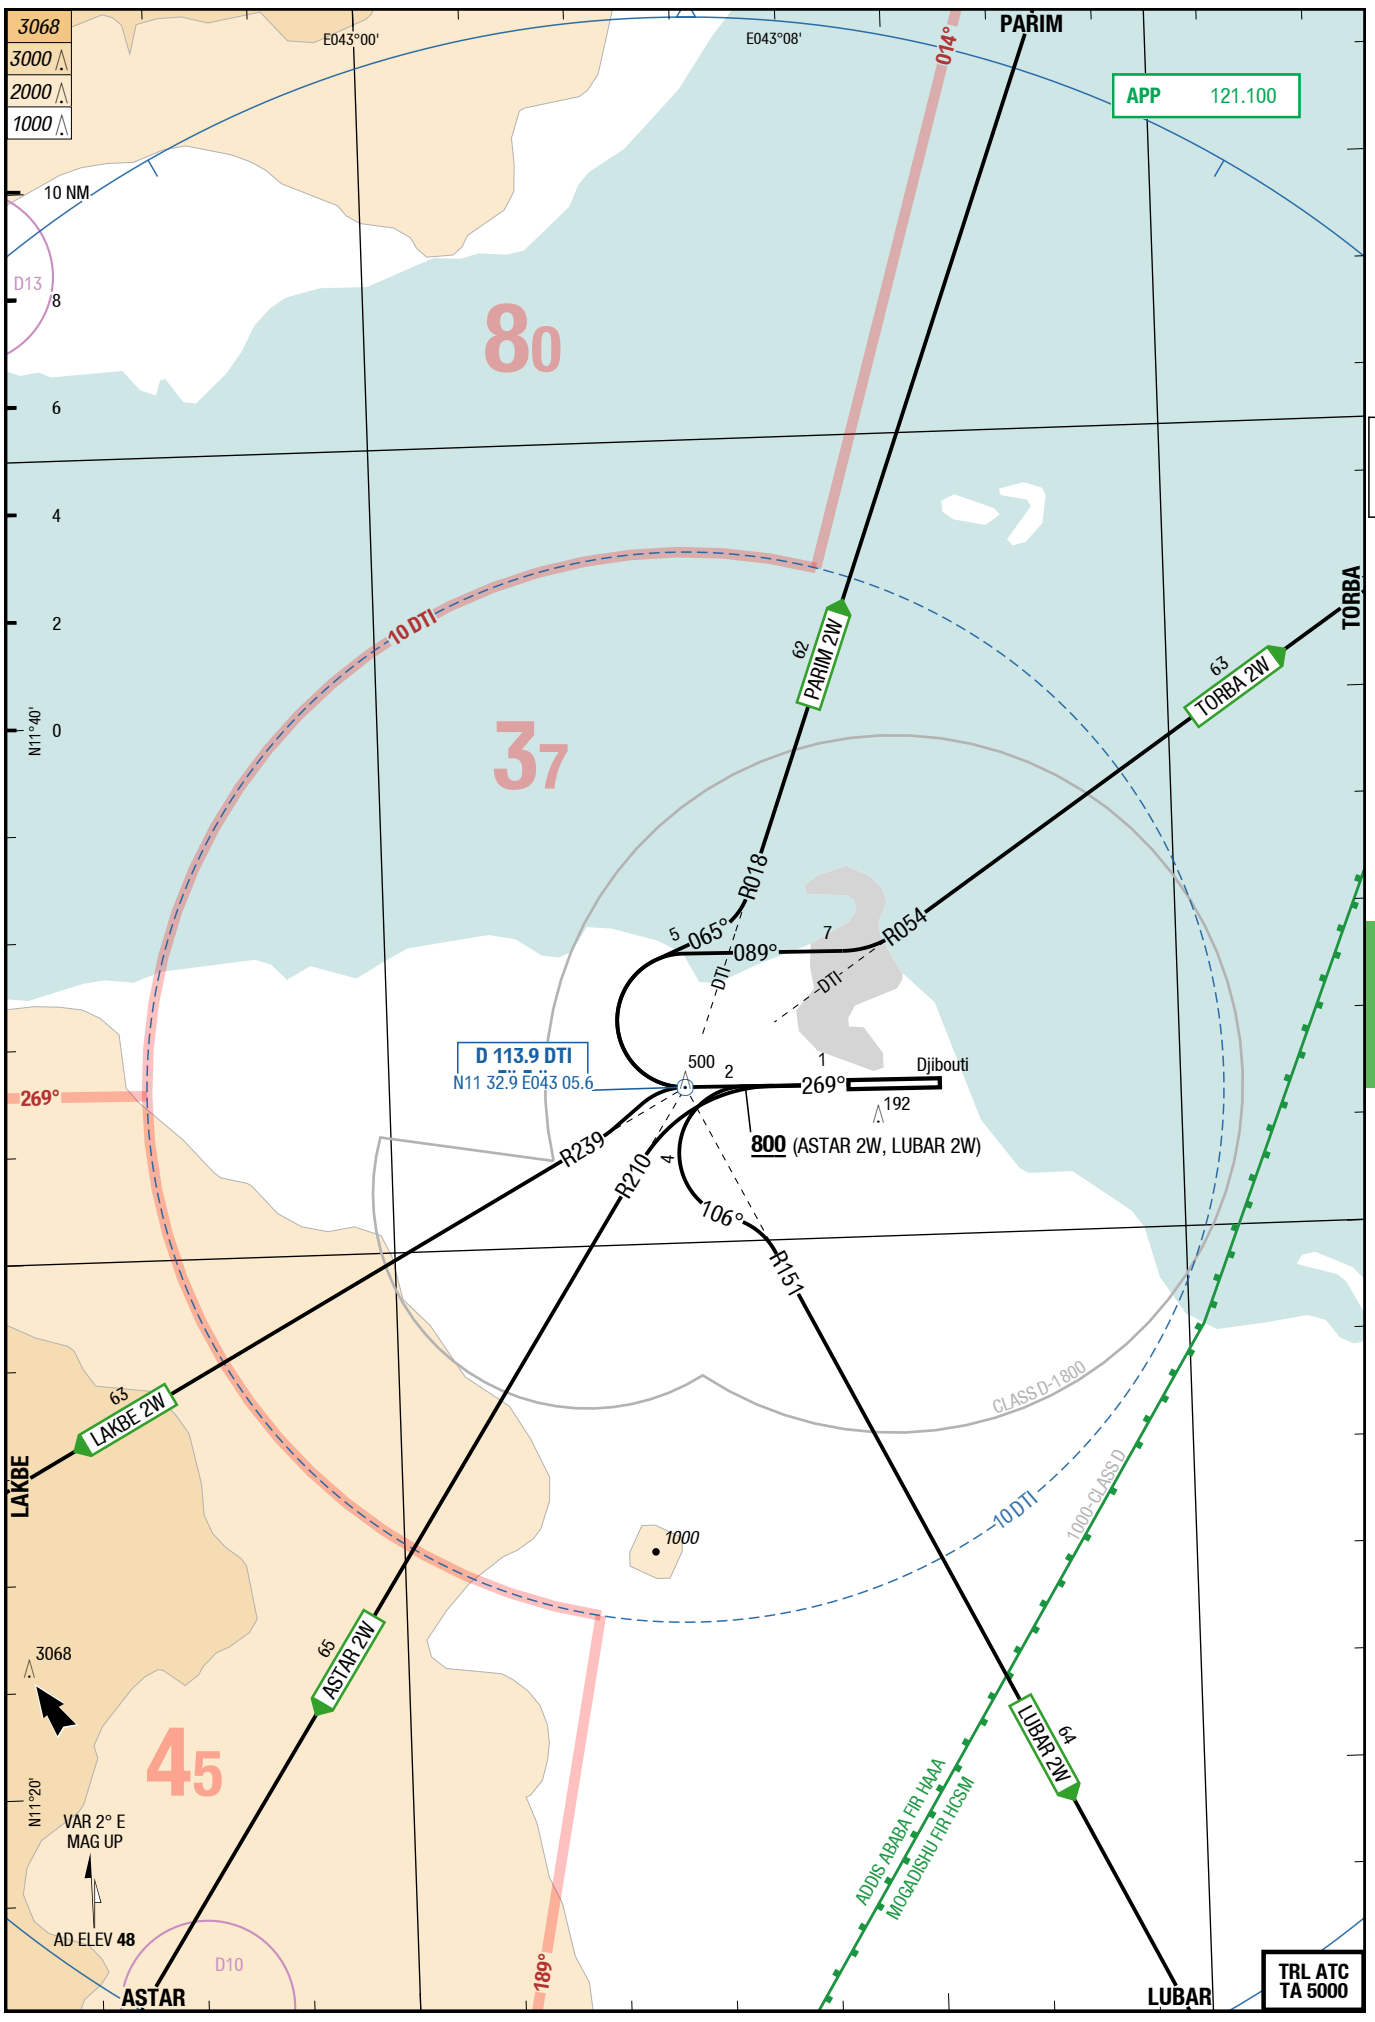 3068
3000
2000
1000
E043°00'
E043°08'
014°
PARIM
APP 121.100
10 NM
D13
8
80
6
4
2
10 DTI
62
PARIM 2W
TORBA
63
TORBA 2W
N11°40'
0
37
R018
5
065°
7
R054
089°
DTI
DTI
D 113.9 DTI
N11 32.9 E043 05.6
500
2
1
Djibouti
269°
269°
192
800 (ASTAR 2W, LUBAR 2W)
R239
R210
4
106°
R151
63
LAKBE 2W
CLASS D-1800
LAKBE
1000-CLASS D
10 DTI
1000
65
ASTAR 2W
3068
64
LUBAR 2W
45
N11°20'
VAR 2° E
MAG UP
ADDIS ABABA FIR HAAA
MOGADISHU FIR HCSM
AD ELEV 48
D10
189°
ASTAR
LUBAR
TRL ATC
TA 5000